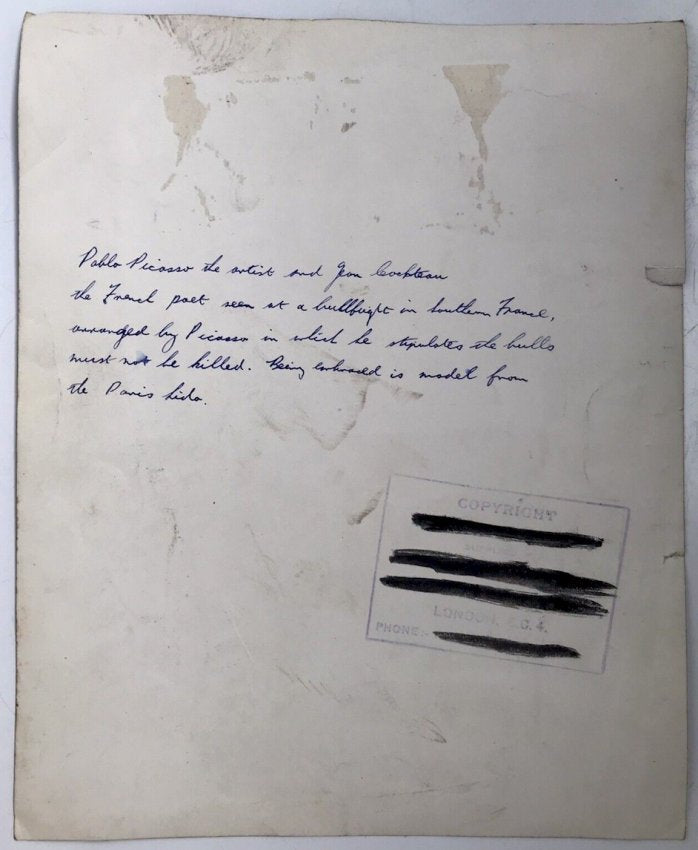 Pablo Picasso the artist and Jean Cochteau
the French poet seen at a bullfight in Southern France,
arranged by Picasso in which he stipulates the bulls
must not be killed. Being embraced is model from
the Paris Lido.
COPYRIGHT
LONDON, E.C.4.
PHONE:-